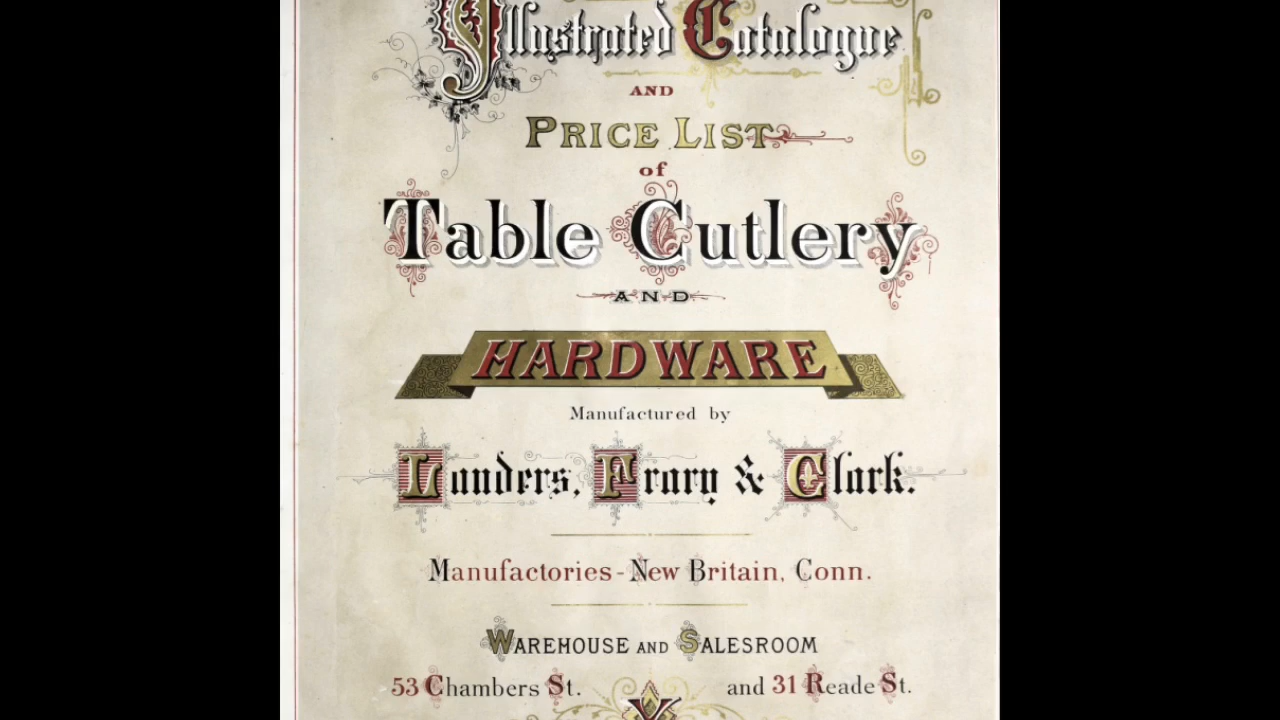 Illustrated Catalogue
AND
PRICE LIST
of
Table Cutlery
AND
HARDWARE
Manufactured by
Landers, Frary & Clark.
Manufactories - New Britain, Conn.
WAREHOUSE AND SALESROOM
53 Chambers St. and 31 Reade St.